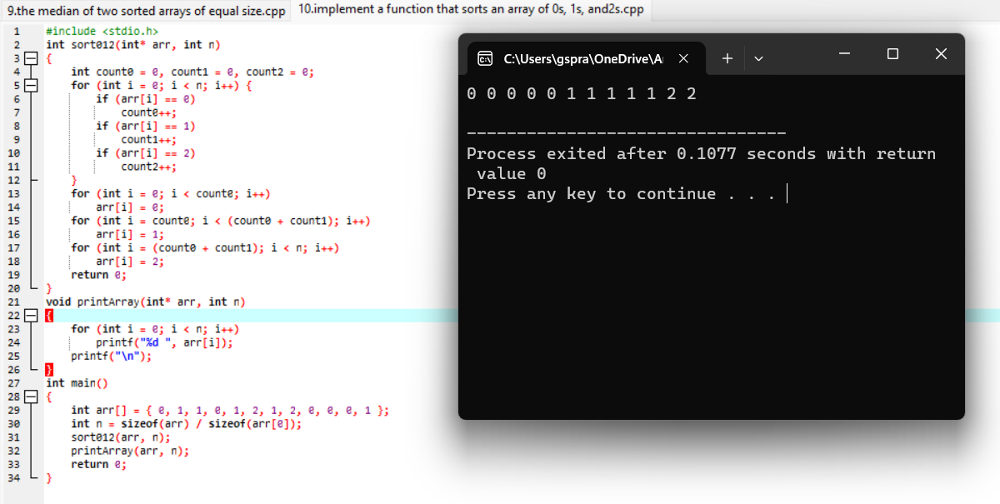 9.the median of two sorted arrays of equal size.cpp
10.implement a function that sorts an array of 0s, 1s, and2s.cpp
1 #include <stdio.h>
2 int sort012(int* arr, int n)
3 {
4 int count0 = 0, count1 = 0, count2 = 0;
5 for (int i = 0; i < n; i++) {
6 if (arr[i] == 0)
7 count0++;
8 if (arr[i] == 1)
9 count1++;
10 if (arr[i] == 2)
11 count2++;
12 }
13 for (int i = 0; i < count0; i++)
14 arr[i] = 0;
15 for (int i = count0; i < (count0 + count1); i++)
16 arr[i] = 1;
17 for (int i = (count0 + count1); i < n; i++)
18 arr[i] = 2;
19 return 0;
20 }
21 void printArray(int* arr, int n)
22 {
23 for (int i = 0; i < n; i++)
24 printf("%d ", arr[i]);
25 printf("\n");
26 }
27 int main()
28 {
29 int arr[] = { 0, 1, 1, 0, 1, 2, 1, 2, 0, 0, 0, 1 };
30 int n = sizeof(arr) / sizeof(arr[0]);
31 sort012(arr, n);
32 printArray(arr, n);
33 return 0;
34 }
C:\Users\gspra\OneDrive\A
0 0 0 0 0 1 1 1 1 1 2 2
--------------------------------
Process exited after 0.1077 seconds with return
value 0
Press any key to continue . . .